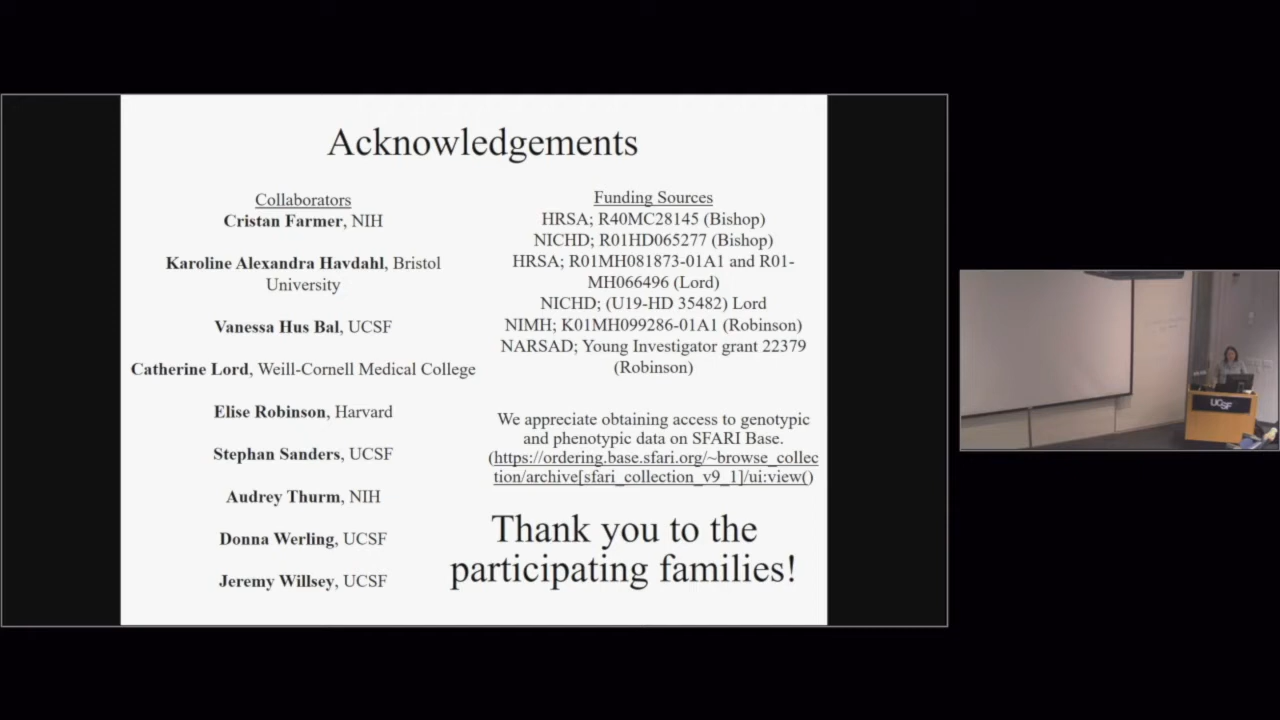 Acknowledgements
Collaborators
Cristan Farmer, NIH
Karoline Alexandra Havdahl, Bristol
University
Vanessa Hus Bal, UCSF
Catherine Lord, Weill-Cornell Medical College
Elise Robinson, Harvard
Stephan Sanders, UCSF
Audrey Thurm, NIH
Donna Werling, UCSF
Jeremy Willsey, UCSF
Funding Sources
HRSA; R40MC28145 (Bishop)
NICHD; R01HD065277 (Bishop)
HRSA; R01MH081873-01A1 and R01-
MH066496 (Lord)
NICHD; (U19-HD 35482) Lord
NIMH; K01MH099286-01A1 (Robinson)
NARSAD; Young Investigator grant 22379
(Robinson)
We appreciate obtaining access to genotypic
and phenotypic data on SFARI Base.
(https://ordering.base.sfari.org/~browse_collec
tion/archive[sfari_collection_v9_1]/ui:view()
Thank you to the
participating families!
UCSF